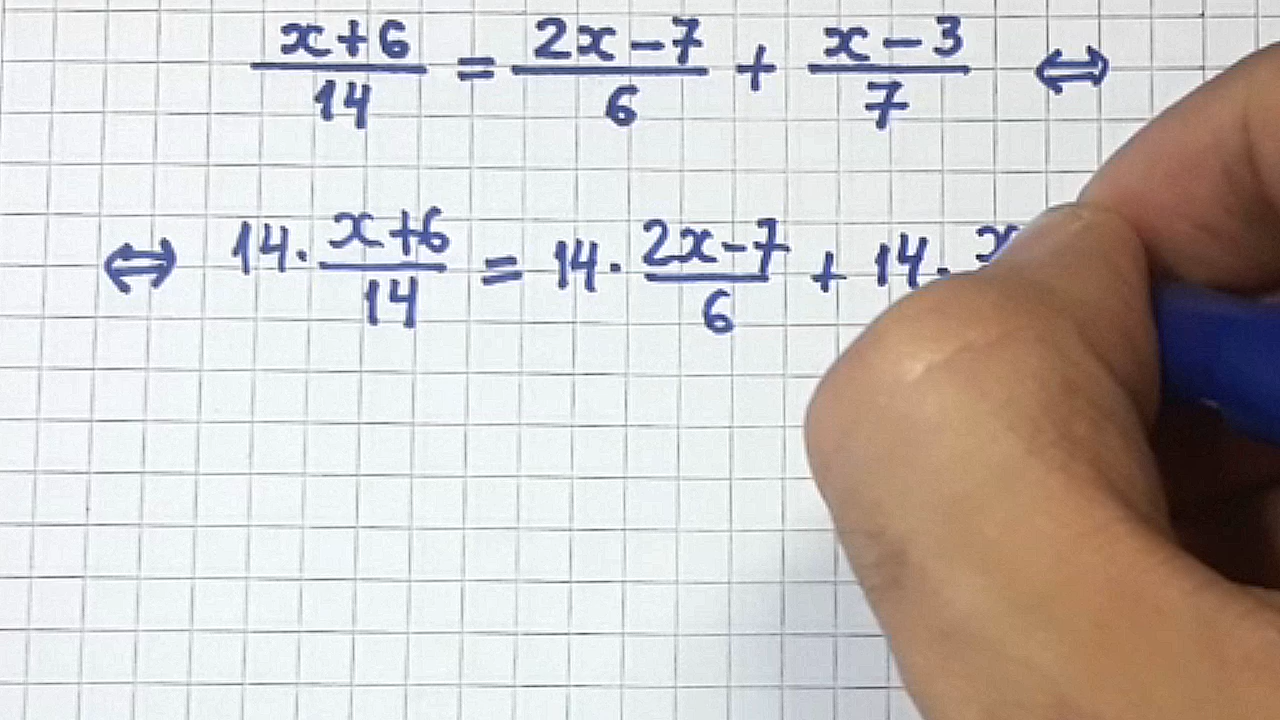 x+6/14 = 2x-7/6 + x-3/7 ⇔
⇔ 14·x+6/14 = 14·2x-7/6 + 14·x